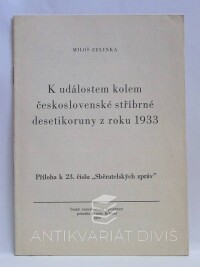 MILOŠ ZELINKA
K událostem kolem
československé stříbrné
desetikoruny z roku 1933
Příloha k 23. číslu „Sběratelských zpráv"
ANTIKVARIÁT DIVIŠ